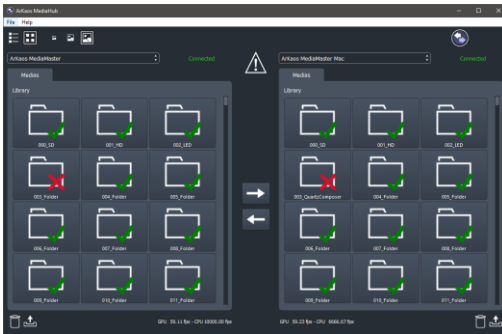 ArKaos MediaHub
File Help
ArKaos MediaMaster
Connected
ArKaos MediaMaster Mac
Connected
Medias
Medias
Library
Library
000_SD
001_HD
002_LED
000_SD
001_HD
002_LED
003_Folder
004_Folder
005_Folder
003_QuartzComposer
004_Folder
005_Folder
006_Folder
007_Folder
008_Folder
006_Folder
007_Folder
008_Folder
009_Folder
010_Folder
011_Folder
009_Folder
010_Folder
011_Folder